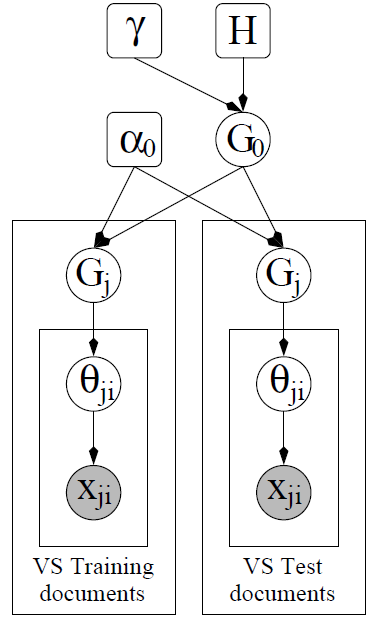 γ H
α₀ G₀
Gⱼ Gⱼ
θⱼᵢ θⱼᵢ
xⱼᵢ xⱼᵢ
VS Training VS Test
documents documents